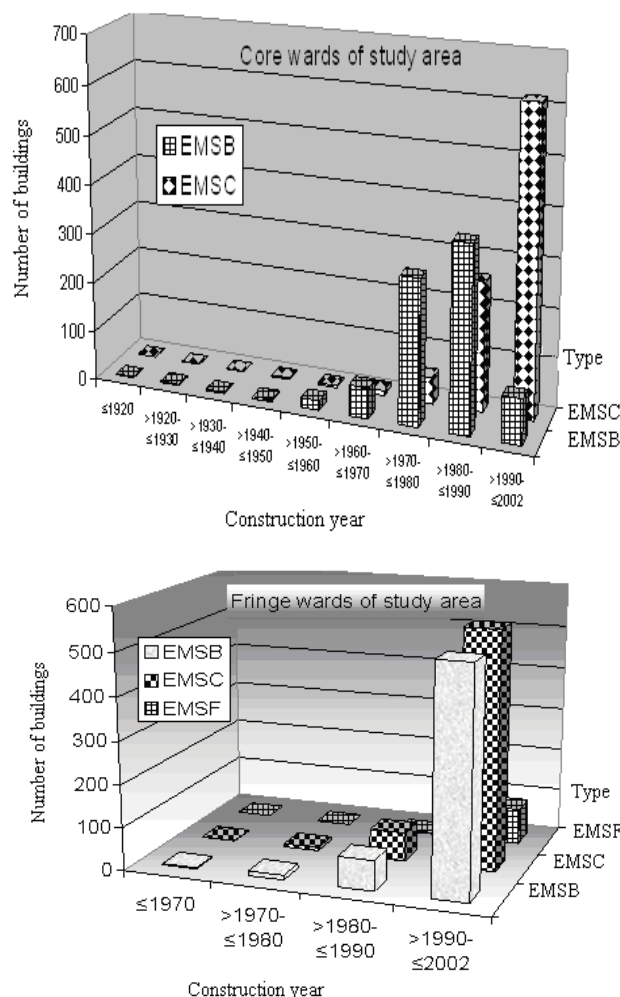 Core wards of study area
EMSB
EMSC
Number of buildings
700
600
500
400
300
200
100
0
≤1920
>1920-
≤1930
>1930-
≤1940
>1940-
≤1950
>1950-
≤1960
>1960-
≤1970
>1970-
≤1980
>1980-
≤1990
>1990-
≤2002
Type
EMSC
EMSB
Construction year
Fringe wards of study area
EMSB
EMSC
EMSF
Number of buildings
600
500
400
300
200
100
0
≤1970
>1970-
≤1980
>1980-
≤1990
>1990-
≤2002
Type
EMSF
EMSC
EMSB
Construction year